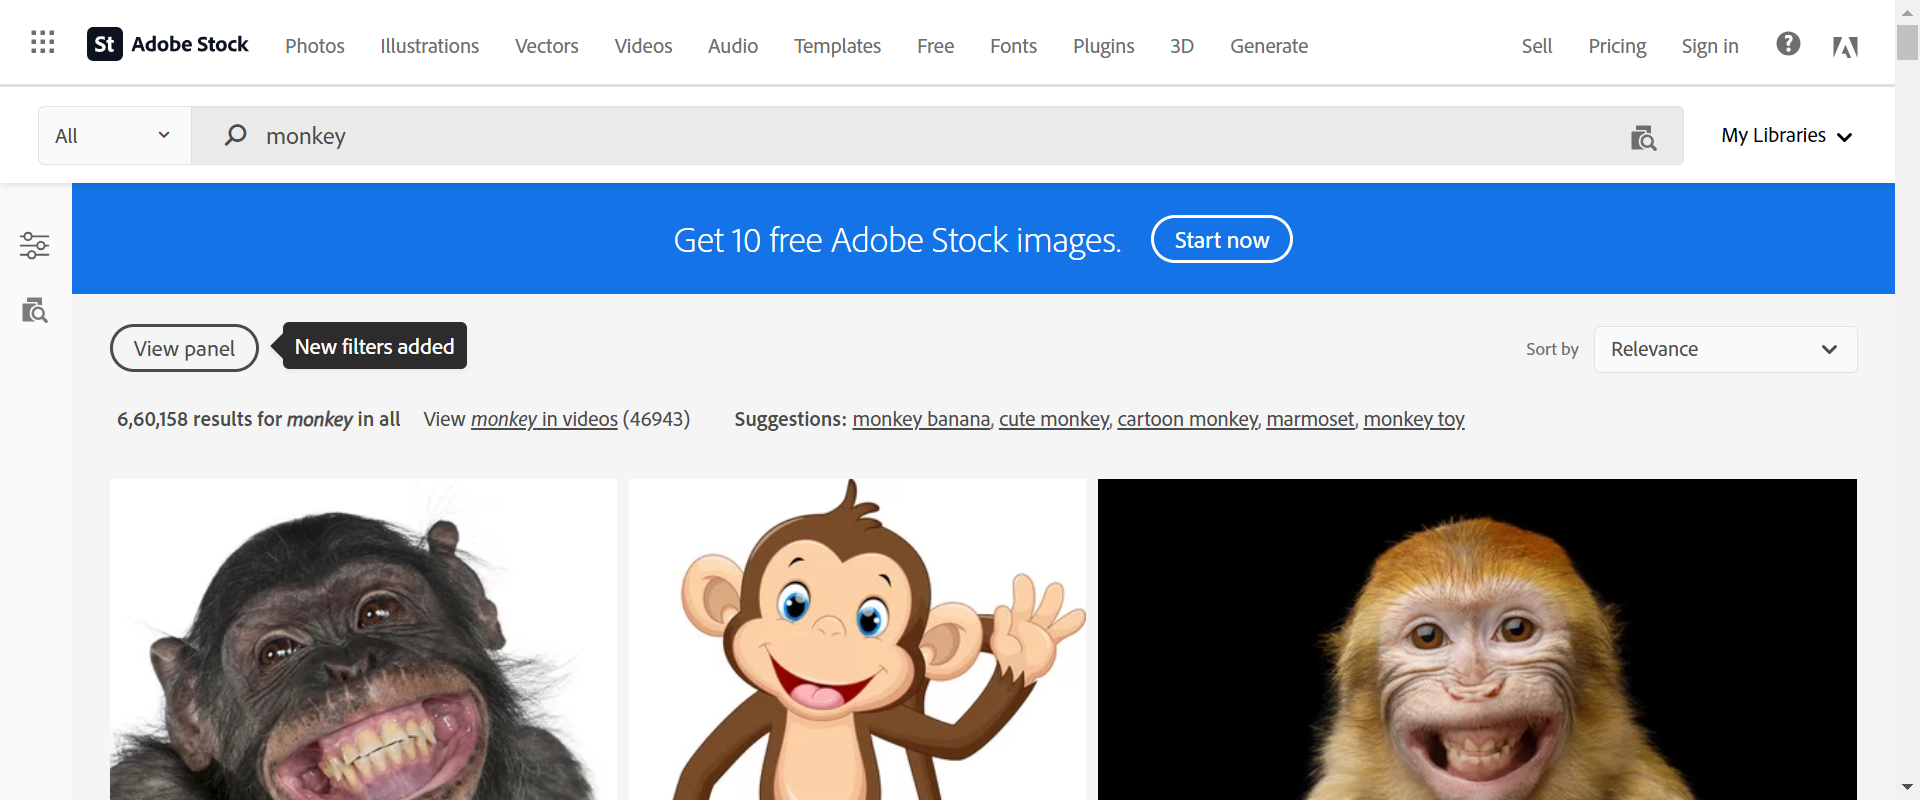 St Adobe Stock Photos Illustrations Vectors Videos Audio Templates Free Fonts Plugins 3D Generate Sell Pricing Sign in ?
All monkey My Libraries
Get 10 free Adobe Stock images. Start now
View panel New filters added Sort by Relevance
6,60,158 results for monkey in all View monkey in videos (46943) Suggestions: monkey banana, cute monkey, cartoon monkey, marmoset, monkey toy